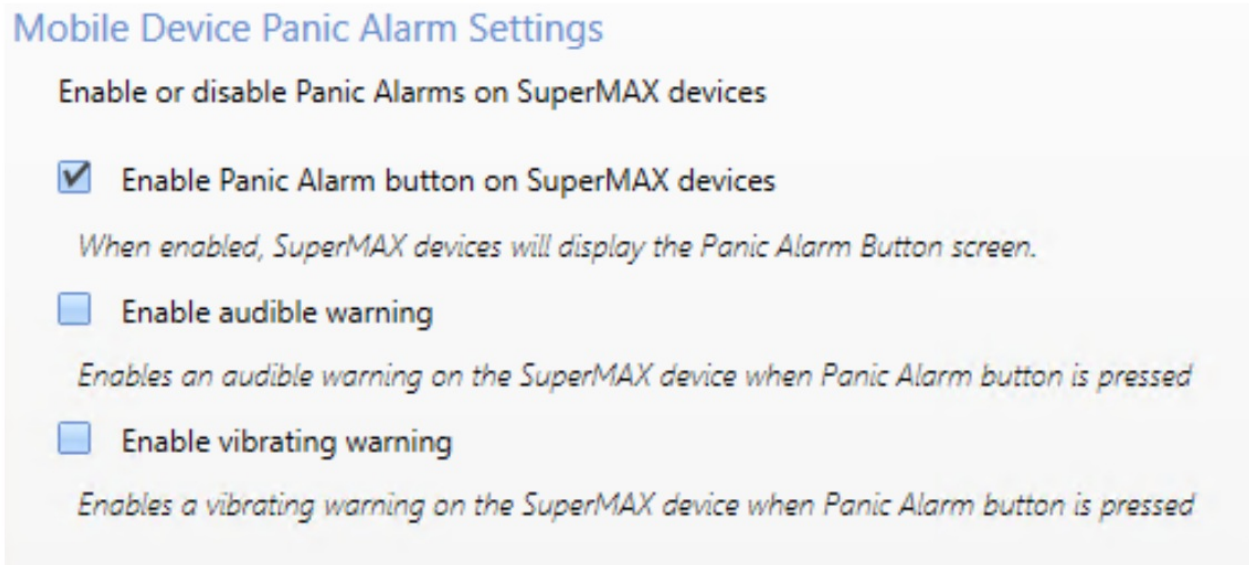 Mobile Device Panic Alarm Settings
Enable or disable Panic Alarms on SuperMAX devices
Enable Panic Alarm button on SuperMAX devices
When enabled, SuperMAX devices will display the Panic Alarm Button screen.
Enable audible warning
Enables an audible warning on the SuperMAX device when Panic Alarm button is pressed
Enable vibrating warning
Enables a vibrating warning on the SuperMAX device when Panic Alarm button is pressed